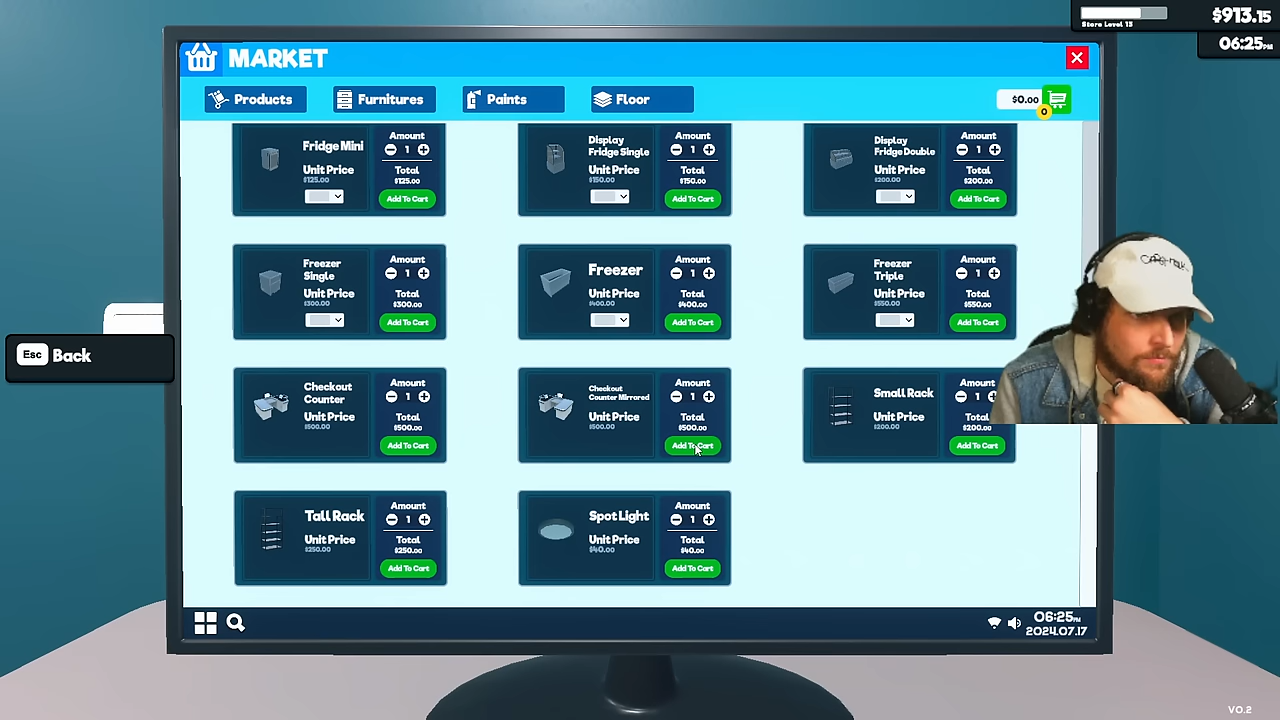 $913.15
Store Level 15
06:25PM
MARKET
Products
Furnitures
Paints
Floor
$0.00
0
Fridge Mini
Unit Price
$125.00
Amount
1
Total
$125.00
Add To Cart
Display
Fridge Single
Unit Price
$150.00
Amount
1
Total
$150.00
Add To Cart
Display
Fridge Double
Unit Price
$200.00
Amount
1
Total
$200.00
Add To Cart
Freezer
Single
Unit Price
$300.00
Amount
1
Total
$300.00
Add To Cart
Freezer
Unit Price
$400.00
Amount
1
Total
$400.00
Add To Cart
Freezer
Triple
Unit Price
$550.00
Amount
1
Total
$550.00
Add To Cart
Esc Back
Checkout
Counter
Unit Price
$500.00
Amount
1
Total
$500.00
Add To Cart
Checkout
Counter Mirrored
Unit Price
$500.00
Amount
1
Total
$500.00
Add To Cart
Small Rack
Unit Price
$200.00
Amount
1
Total
$200.00
Add To Cart
Tall Rack
Unit Price
$250.00
Amount
1
Total
$250.00
Add To Cart
Spot Light
Unit Price
$40.00
Amount
1
Total
$40.00
Add To Cart
06:25PM
2024.07.17
V0.2